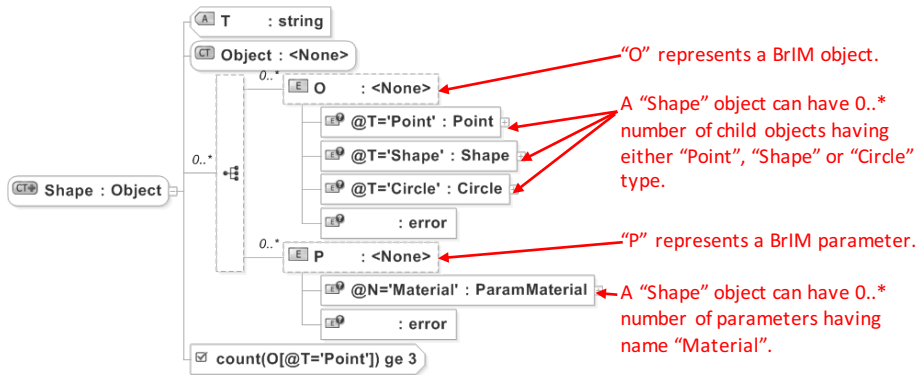 A T : string
CT Object : <None>
0..*
E O : <None>
“O” represents a BrIM object.
E @T='Point' : Point
A “Shape” object can have 0..*
number of child objects having
either “Point”, “Shape” or “Circle”
type.
E @T='Shape' : Shape
0..*
E @T='Circle' : Circle
CT Shape : Object
E : error
0..*
E P : <None>
“P” represents a BrIM parameter.
E @N='Material' : ParamMaterial
A “Shape” object can have 0..*
number of parameters having
name “Material”.
E : error
count(O[@T='Point']) ge 3